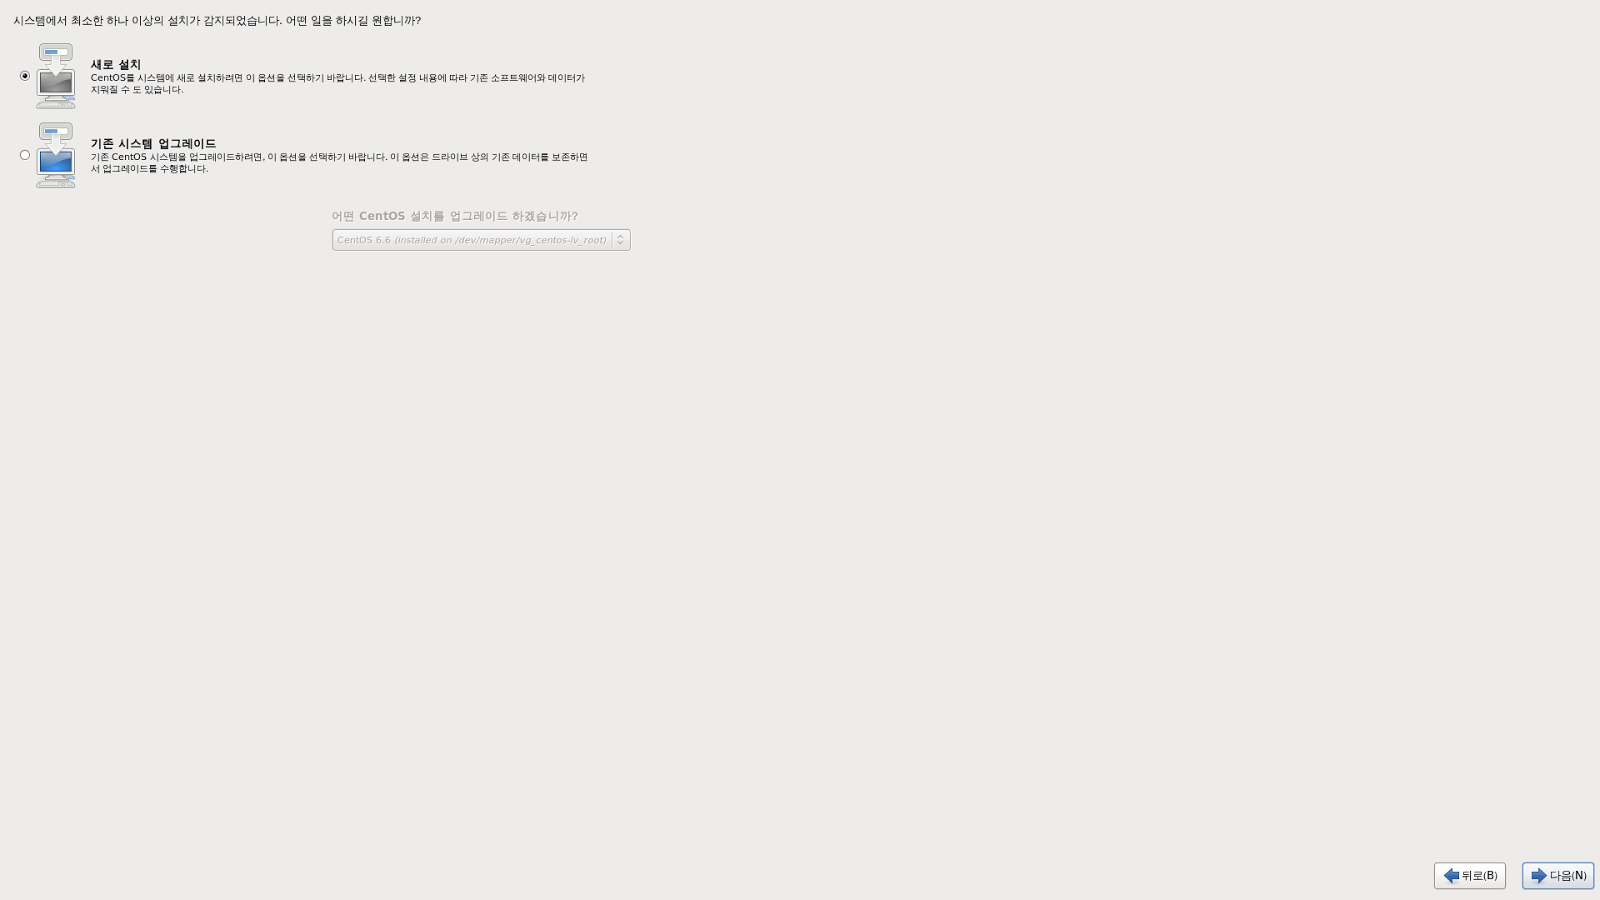 시스템에서 최소한 하나 이상의 설치가 감지되었습니다. 어떤 일을 하시길 원합니까?
새로 설치
CentOS를 시스템에 새로 설치하려면 이 옵션을 선택하기 바랍니다. 선택한 설정 내용에 따라 기존 소프트웨어와 데이터가
지워질 수 도 있습니다.
기존 시스템 업그레이드
기존 CentOS 시스템을 업그레이드하려면, 이 옵션을 선택하기 바랍니다. 이 옵션은 드라이브 상의 기존 데이터를 보존하면
서 업그레이드를 수행합니다.
어떤 CentOS 설치를 업그레이드 하겠습니까?
CentOS 6.6 (installed on /dev/mapper/vg_centos-lv_root)
뒤로(B)
다음(N)